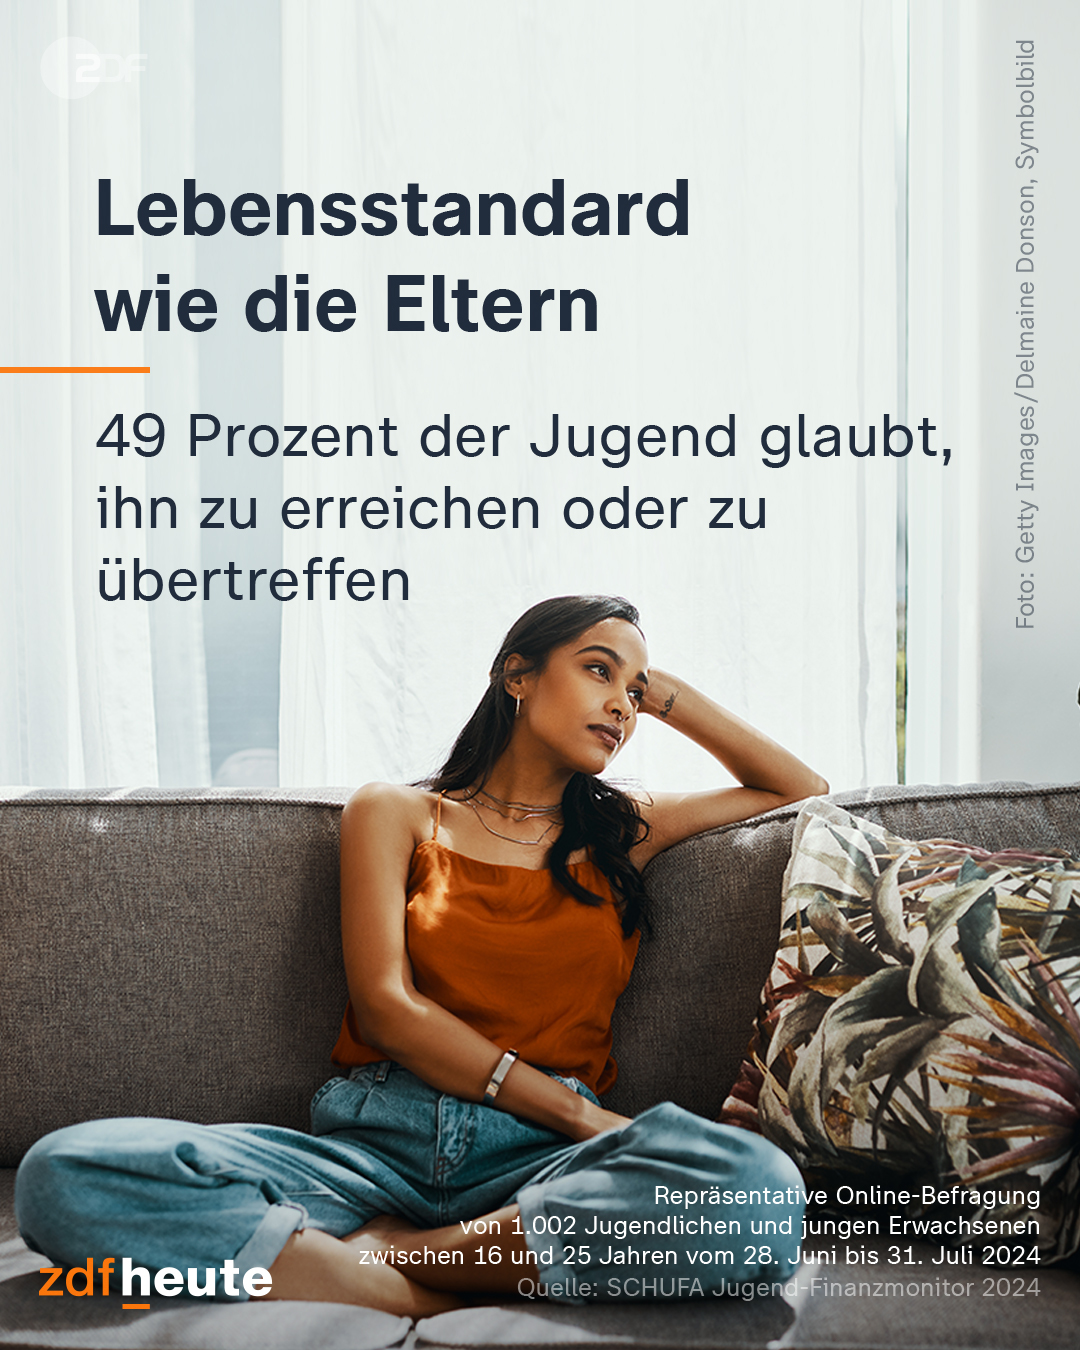 ZDF
Foto: Getty Images/Delmaine Donson, Symbolbild
Lebensstandard
wie die Eltern
49 Prozent der Jugend glaubt,
ihn zu erreichen oder zu
übertreffen
Repräsentative Online-Befragung
von 1.002 Jugendlichen und jungen Erwachsenen
zwischen 16 und 25 Jahren vom 28. Juni bis 31. Juli 2024
Quelle: SCHUFA Jugend-Finanzmonitor 2024
zdfheute